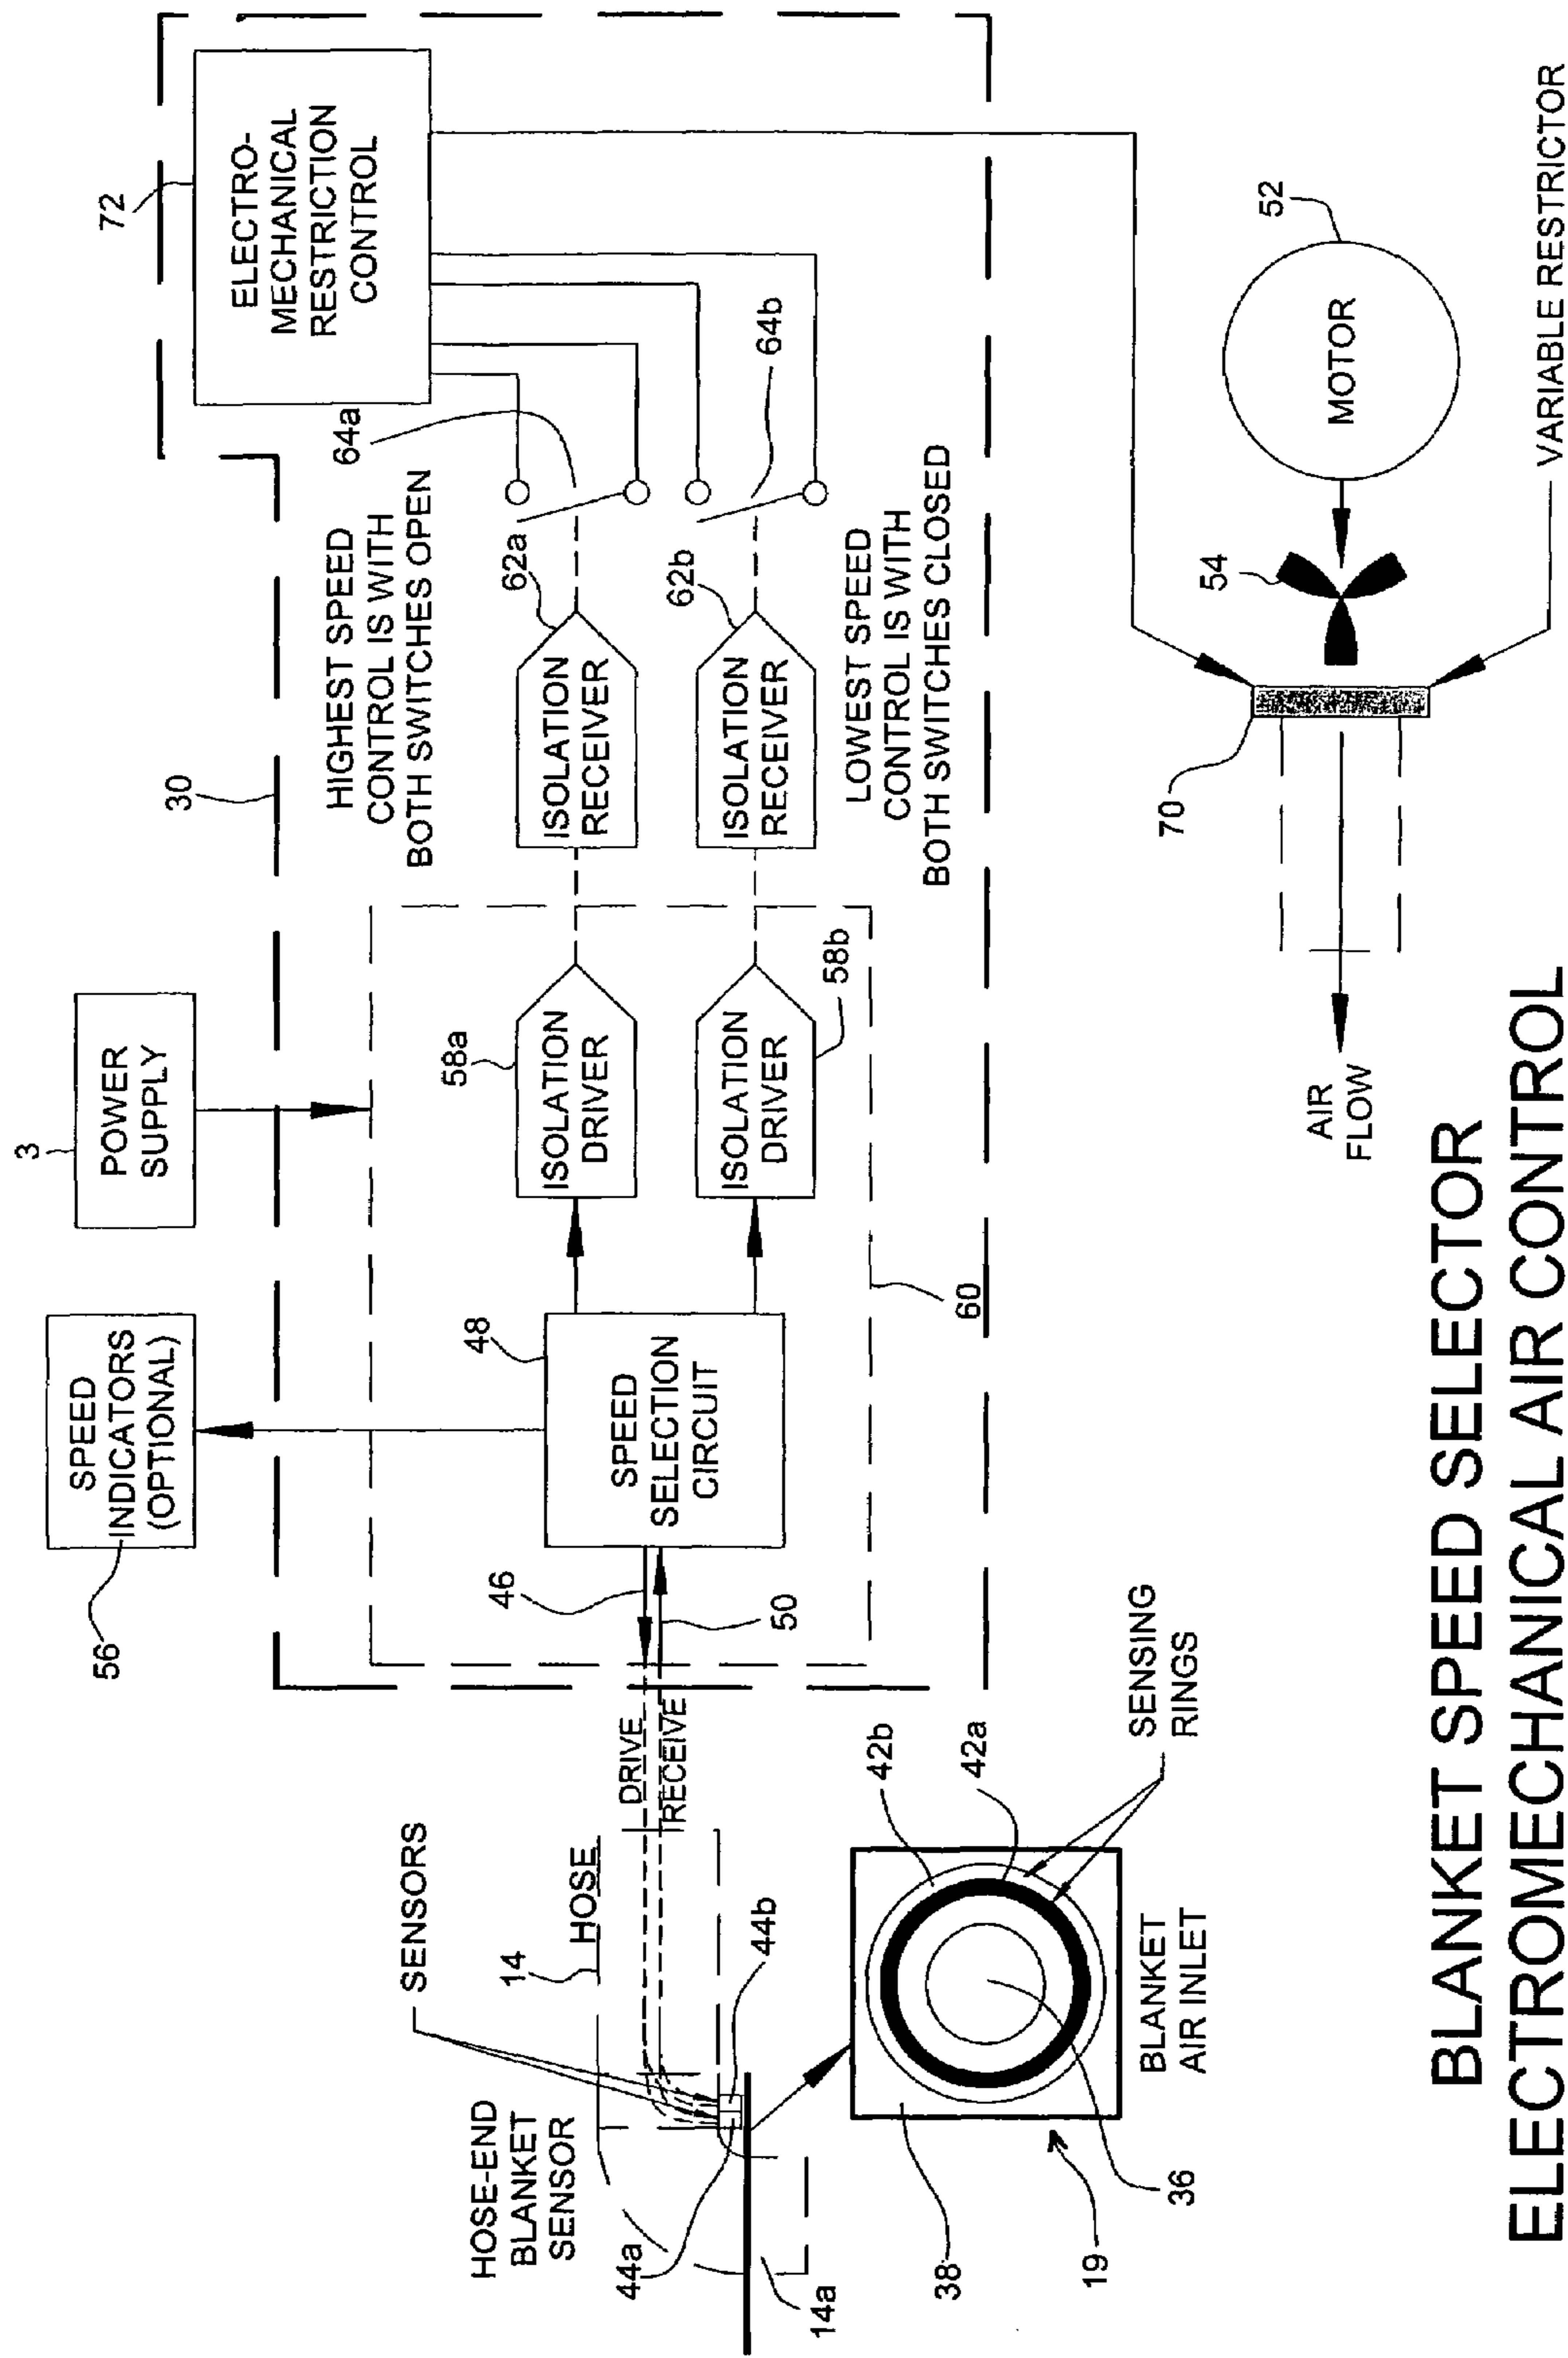 56
SPEED
INDICATORS
(OPTIONAL)
3
POWER
SUPPLY
30
72
ELECTRO-
MECHANICAL
RESTRICTION
CONTROL
HIGHEST SPEED
CONTROL IS WITH
BOTH SWITCHES OPEN
64a
SENSORS
HOSE-END
BLANKET
SENSOR
14
HOSE
DRIVE
RECEIVE
46
50
48
SPEED
SELECTION
CIRCUIT
58a
ISOLATION
DRIVER
62a
ISOLATION
RECEIVER
44a
44b
14a
ISOLATION
DRIVER
58b
62b
ISOLATION
RECEIVER
64b
60
LOWEST SPEED
CONTROL IS WITH
BOTH SWITCHES CLOSED
38
42b
42a
SENSING
RINGS
19
36
BLANKET
AIR INLET
AIR
FLOW
70
54
52
MOTOR
VARIABLE RESTRICTOR
BLANKET SPEED SELECTOR
ELECTROMECHANICAL AIR CONTROL